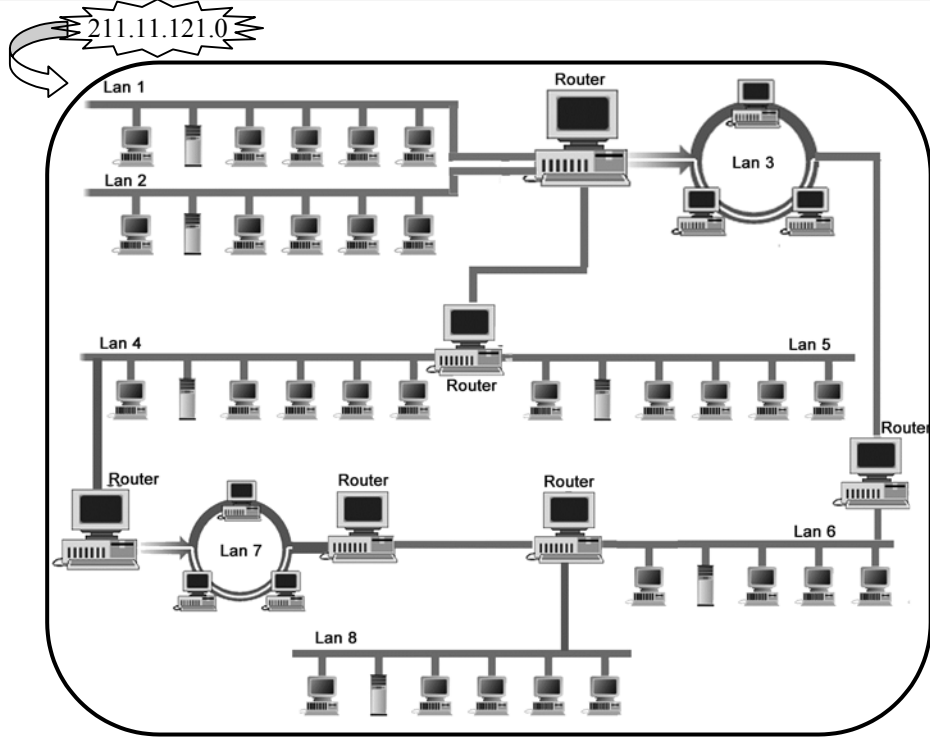 211.11.121.0
Lan 1
Router
Lan 3
Lan 2
Lan 4
Lan 5
Router
Router
Router
Router
Router
Lan 6
Lan 7
Lan 8